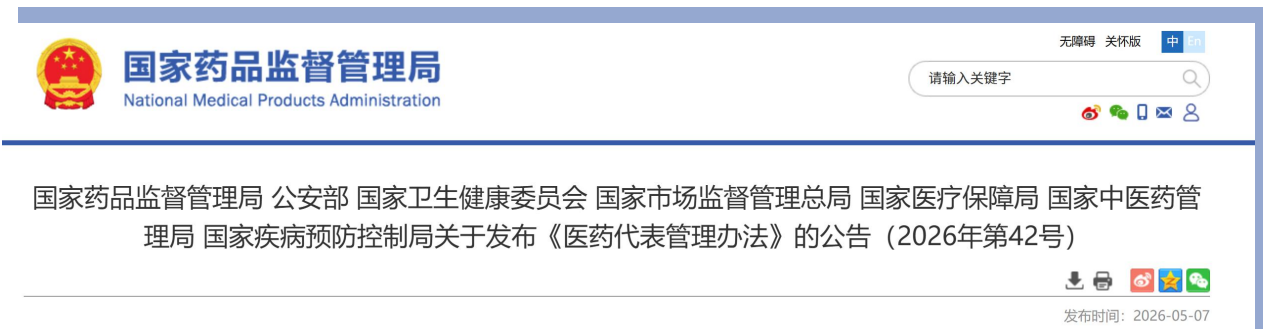 无障碍 关怀版 中 En
国家药品监督管理局
National Medical Products Administration
请输入关键字
国家药品监督管理局 公安部 国家卫生健康委员会 国家市场监督管理总局 国家医疗保障局 国家中医药管
理局 国家疾病预防控制局关于发布《医药代表管理办法》的公告（2026年第42号）
发布时间：2026-05-07